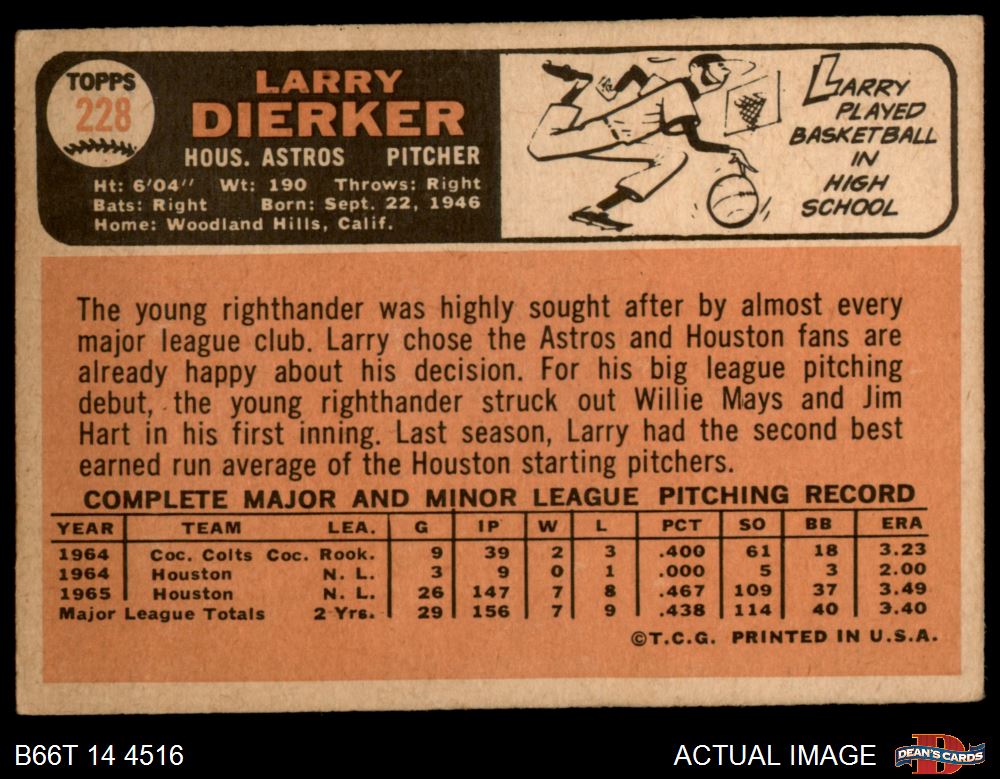 TOPPS
228
LARRY
DIERKER
HOUS. ASTROS PITCHER
Ht: 6'04" Wt: 190 Throws: Right
Bats: Right Born: Sept. 22, 1946
Home: Woodland Hills, Calif.
LARRY
PLAYED
BASKETBALL
IN
HIGH
SCHOOL
The young righthander was highly sought after by almost every
major league club. Larry chose the Astros and Houston fans are
already happy about his decision. For his big league pitching
debut, the young righthander struck out Willie Mays and Jim
Hart in his first inning. Last season, Larry had the second best
earned run average of the Houston starting pitchers.
COMPLETE MAJOR AND MINOR LEAGUE PITCHING RECORD
YEAR TEAM LEA. G IP W L PCT SO BB ERA
1964 Coc. Colts Coc. Rook. 9 39 2 3 .400 61 18 3.23
1964 Houston N. L. 3 9 0 1 .000 5 3 2.00
1965 Houston N. L. 26 147 7 8 .467 109 37 3.49
Major League Totals 2 Yrs. 29 156 7 9 .438 114 40 3.40
©T.C.G. PRINTED IN U.S.A.
B66T 14 4516
ACTUAL IMAGE
DEAN'S CARDS